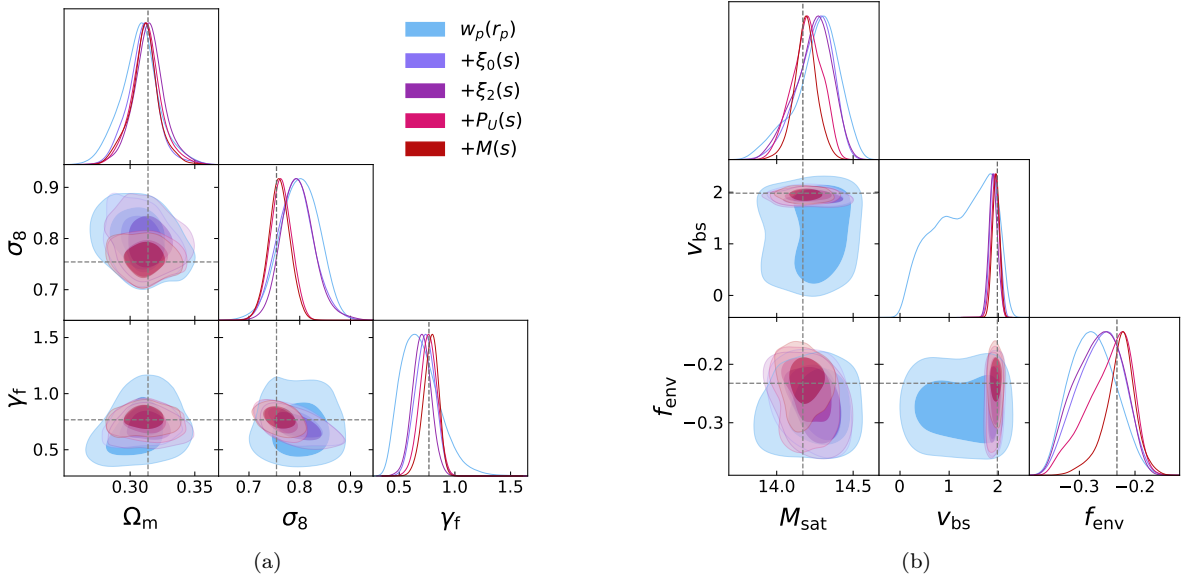 w_p(r_p)
+ξ_0(s)
+ξ_2(s)
+P_U(s)
+M(s)
0.9
0.8
0.7
σ_8
1.5
1.0
0.5
γ_f
0.30 0.35
0.7 0.8 0.9
0.5 1.0 1.5
Ω_m
σ_8
γ_f
(a)
2
1
0
v_bs
−0.2
−0.3
f_env
14.0 14.5
0 1 2
−0.3 −0.2
M_sat
v_bs
f_env
(b)